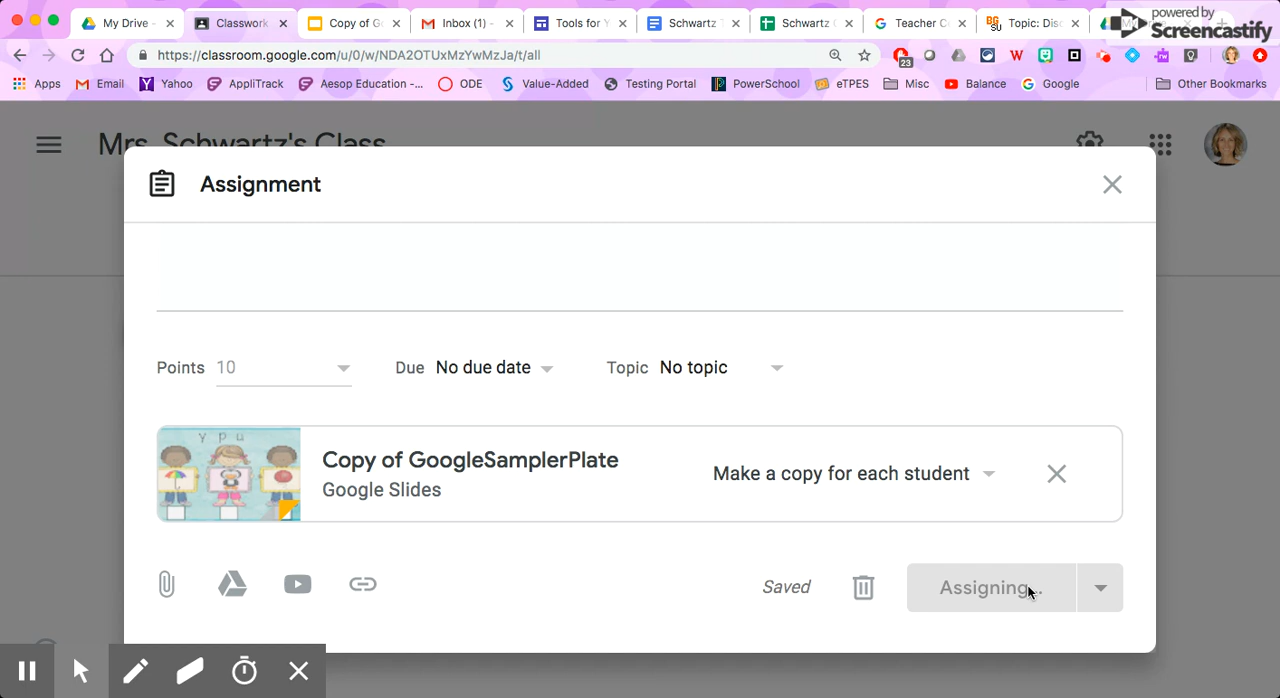 My Drive -
Classwork
Copy of G
Inbox (1) -
Tools for Y
Schwartz
Schwartz
Teacher C
Topic: Dis
powered by
Screencastify
https://classroom.google.com/u/0/w/NDA2OTUxMzYwMzJa/t/all
23
Apps
Email
Yahoo
AppliTrack
Aesop Education -...
ODE
Value-Added
Testing Portal
PowerSchool
eTPES
Misc
Balance
Google
Other Bookmarks
Mrs. Schwartz's Class
Assignment
Points 10
Due No due date
Topic No topic
y p u
Copy of GoogleSamplerPlate
Google Slides
Make a copy for each student
Saved
Assigning...